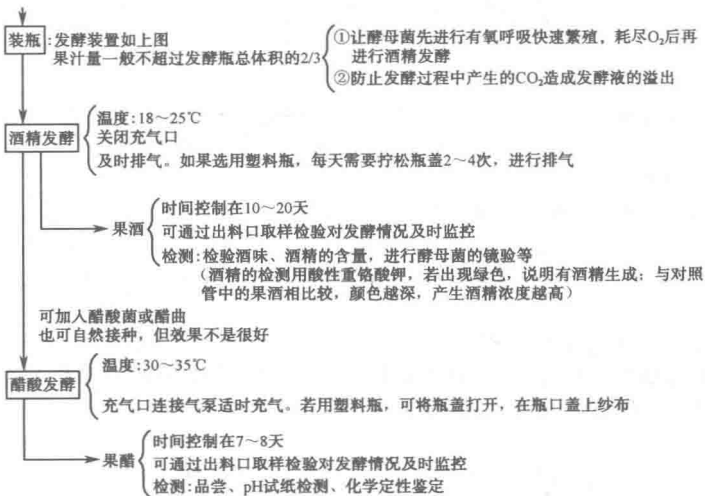 装瓶:发酵装置如上图
果汁量一般不超过发酵瓶总体积的2/3
①让酵母菌先进行有氧呼吸快速繁殖，耗尽O₂后再
进行酒精发酵
②防止发酵过程中产生的CO₂造成发酵液的溢出
酒精发酵
温度:18～25℃
关闭充气口
及时排气。如果选用塑料瓶，每天需要拧松瓶盖2～4次，进行排气
果酒
时间控制在10～20天
可通过出料口取样检验对发酵情况及时监控
检测:检验酒味、酒精的含量，进行酵母菌的镜验等
（酒精的检测用酸性重铬酸钾，若出现绿色，说明有酒精生成；与对照
管中的果酒相比较，颜色越深，产生酒精浓度越高）
可加入醋酸菌或醋曲
也可自然接种，但效果不是很好
醋酸发酵
温度:30～35℃
充气口连接气泵适时充气。若用塑料瓶，可将瓶盖打开，在瓶口盖上纱布
果醋
时间控制在7～8天
可通过出料口取样检验对发酵情况及时监控
检测:品尝、pH试纸检测、化学定性鉴定